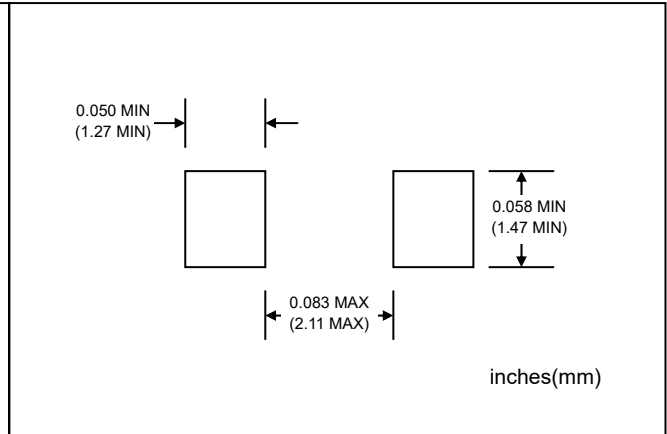 0.050 MIN
(1.27 MIN)
0.058 MIN
(1.47 MIN)
0.083 MAX
(2.11 MAX)
inches(mm)